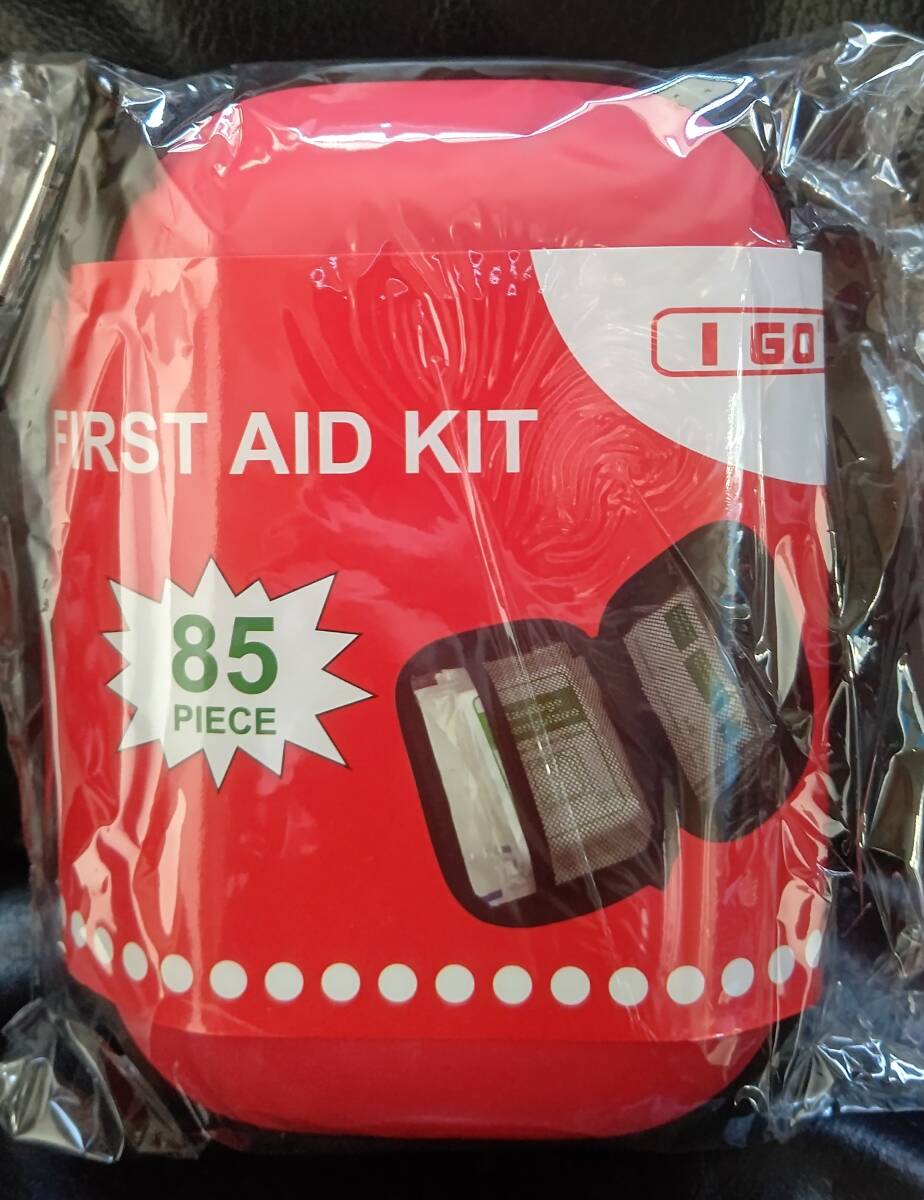 I GO
FIRST AID KIT
85
PIECE